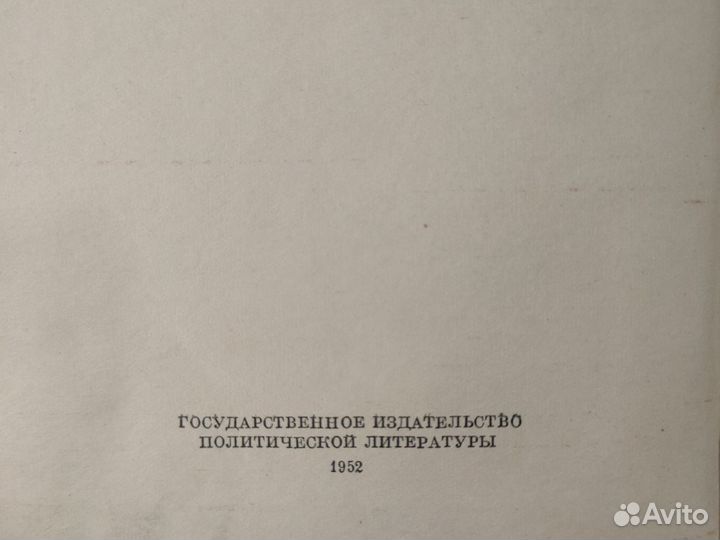 ГОСУДАРСТВЕННОЕ ИЗДАТЕЛЬСТВО
ПОЛИТИЧЕСКОЙ ЛИТЕРАТУРЫ
1952
Avito